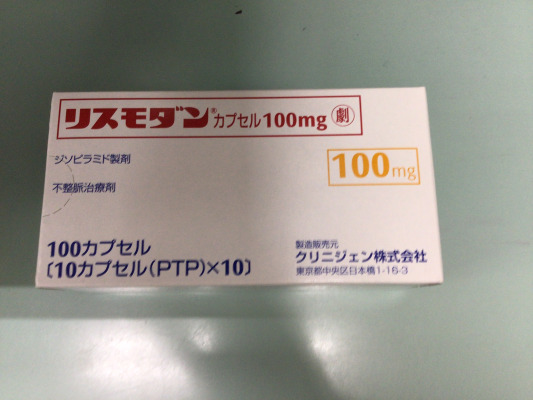 リスモダン® カプセル100mg 劇
ジソピラミド製剤
100mg
不整脈治療剤
100カプセル
〔10カプセル(PTP)×10〕
製造販売元
クリニジェン株式会社
東京都中央区日本橋1-16-3